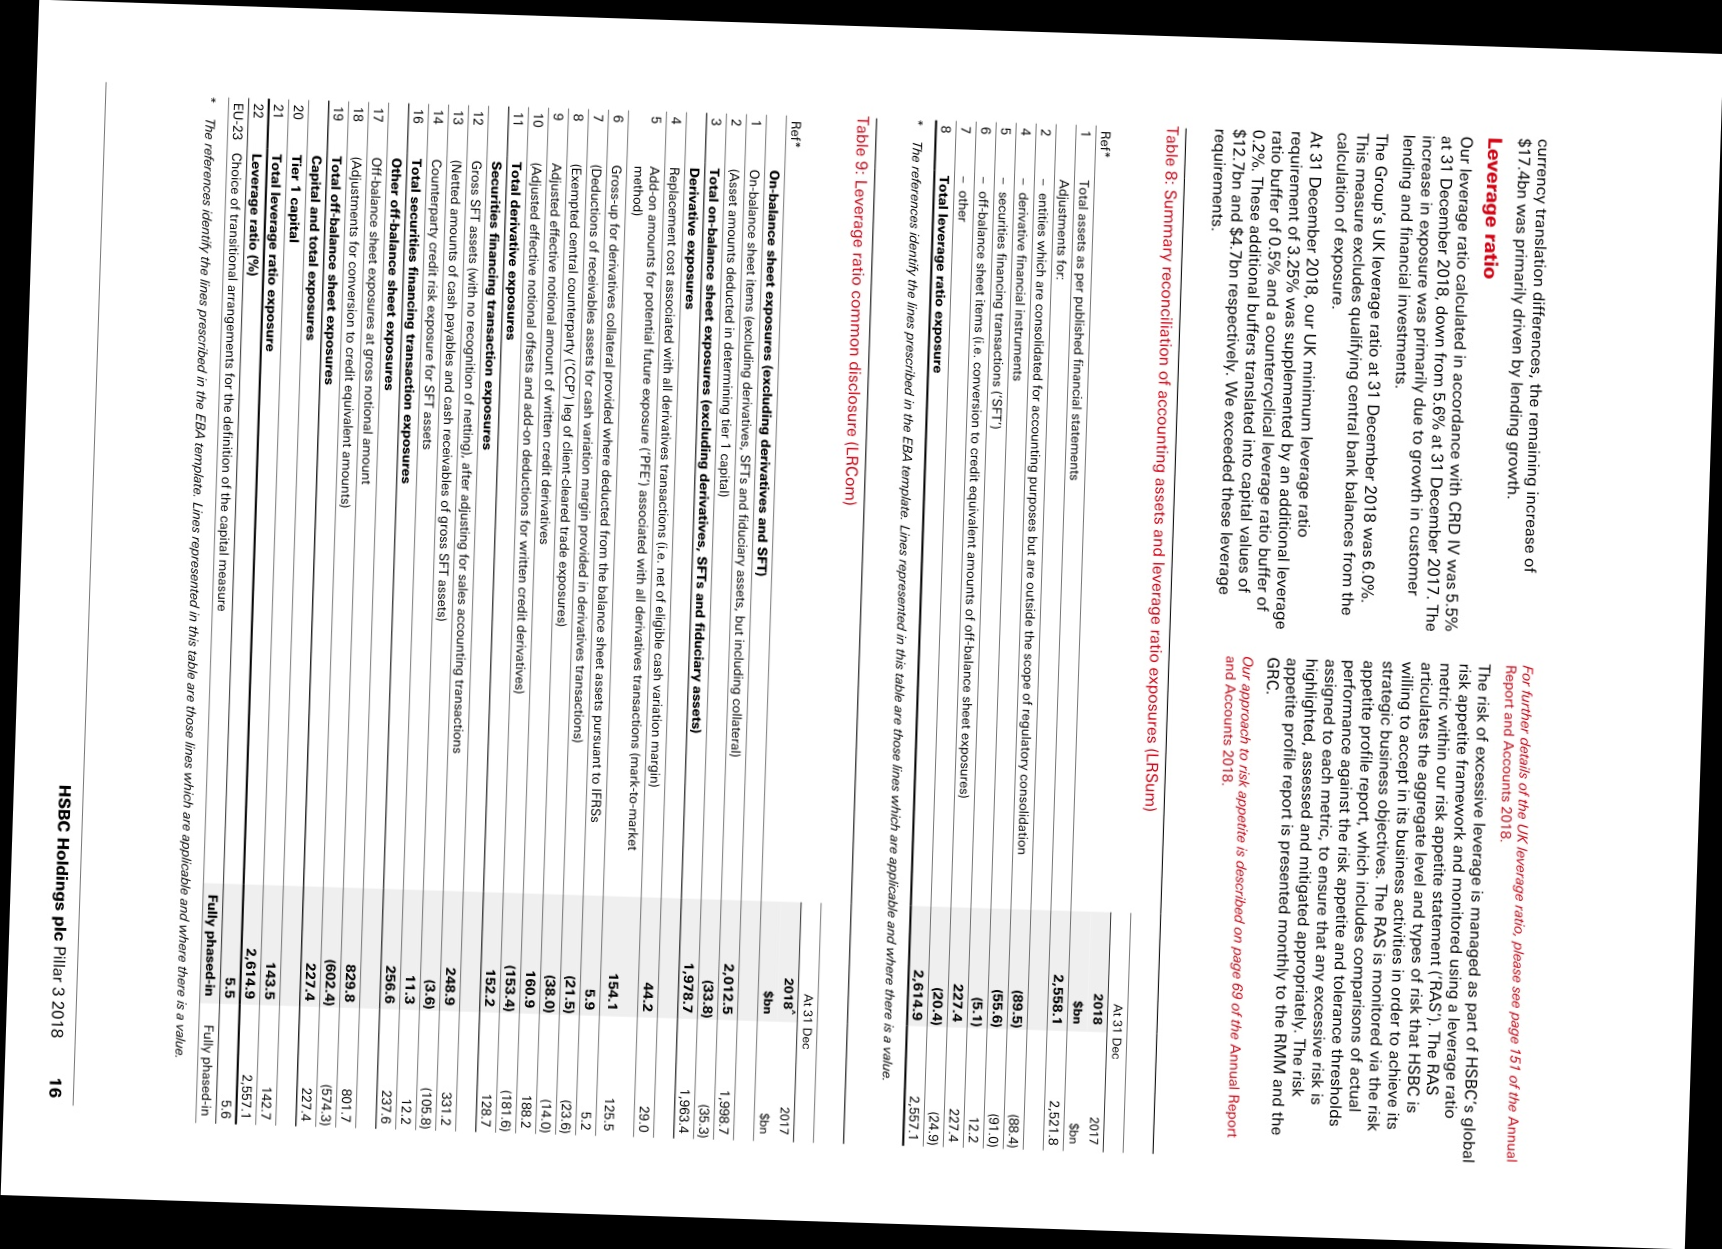 currency translation differences, the remaining increase of
$17.4bn was primarily driven by lending growth.
Leverage ratio
Our leverage ratio calculated in accordance with CRD IV was 5.5%
at 31 December 2018, down from 5.6% at 31 December 2017. The
increase in exposure was primarily due to growth in customer
lending and financial investments.
The Group's UK leverage ratio at 31 December 2018 was 6.0%.
This measure excludes qualifying central bank balances from the
calculation of exposure.
At 31 December 2018, our UK minimum leverage ratio
requirement of 3.25% was supplemented by an additional leverage
ratio buffer of 0.5% and a countercyclical leverage ratio buffer of
0.2%. These additional buffers translated into capital values of
$12.7bn and $4.7bn respectively. We exceeded these leverage
requirements.
For further details of the UK leverage ratio, please see page 151 of the Annual
Report and Accounts 2018.
The risk of excessive leverage is managed as part of HSBC's global
risk appetite framework and monitored using a leverage ratio
metric within our risk appetite statement ('RAS'). The RAS
articulates the aggregate level and types of risk that HSBC is
willing to accept in its business activities in order to achieve its
strategic business objectives. The RAS is monitored via the risk
appetite profile report, which includes comparisons of actual
performance against the risk appetite and tolerance thresholds
assigned to each metric, to ensure that any excessive risk is
highlighted, assessed and mitigated appropriately. The risk
appetite profile report is presented monthly to the RMM and the
GRC.
Our approach to risk appetite is described on page 69 of the Annual Report
and Accounts 2018.
Table 8: Summary reconciliation of accounting assets and leverage ratio exposures (LRSum)
At 31 Dec
Ref* 2018 2017
$bn $bn
1 Total assets as per published financial statements 2,558.1 2,521.8
Adjustments for:
2 – entities which are consolidated for accounting purposes but are outside the scope of regulatory consolidation (89.5) (88.4)
4 – derivative financial instruments (55.6) (91.0)
5 – securities financing transactions ('SFT') (5.1) 12.2
6 – off-balance sheet items (i.e. conversion to credit equivalent amounts of off-balance sheet exposures) 227.4 227.4
7 – other (20.4) (24.9)
8 Total leverage ratio exposure 2,614.9 2,557.1
* The references identify the lines prescribed in the EBA template. Lines represented in this table are those lines which are applicable and where there is a value.
Table 9: Leverage ratio common disclosure (LRCom)
At 31 Dec
Ref* 2018^ 2017
$bn $bn
On-balance sheet exposures (excluding derivatives and SFT)
1 On-balance sheet items (excluding derivatives, SFTs and fiduciary assets, but including collateral) 2,012.5 1,998.7
2 (Asset amounts deducted in determining tier 1 capital) (33.8) (35.3)
3 Total on-balance sheet exposures (excluding derivatives, SFTs and fiduciary assets) 1,978.7 1,963.4
Derivative exposures
4 Replacement cost associated with all derivatives transactions (i.e. net of eligible cash variation margin) 44.2 29.0
5 Add-on amounts for potential future exposure ('PFE') associated with all derivatives transactions (mark-to-market
method) 154.1 125.5
6 Gross-up for derivatives collateral provided where deducted from the balance sheet assets pursuant to IFRSs 5.9 5.2
7 (Deductions of receivables assets for cash variation margin provided in derivatives transactions) (21.5) (23.6)
8 (Exempted central counterparty ('CCP') leg of client-cleared trade exposures) (38.0) (14.0)
9 Adjusted effective notional amount of written credit derivatives 160.9 188.2
10 (Adjusted effective notional offsets and add-on deductions for written credit derivatives) (153.4) (181.6)
11 Total derivative exposures 152.2 128.7
Securities financing transaction exposures
12 Gross SFT assets (with no recognition of netting), after adjusting for sales accounting transactions 248.9 331.2
13 (Netted amounts of cash payables and cash receivables of gross SFT assets) (3.6) (105.8)
14 Counterparty credit risk exposure for SFT assets 11.3 12.2
16 Total securities financing transaction exposures 256.6 237.6
Other off-balance sheet exposures
17 Off-balance sheet exposures at gross notional amount 829.8 801.7
18 (Adjustments for conversion to credit equivalent amounts) (602.4) (574.3)
19 Total off-balance sheet exposures 227.4 227.4
Capital and total exposures
20 Tier 1 capital 143.5 142.7
21 Total leverage ratio exposure 2,614.9 2,557.1
22 Leverage ratio (%) 5.5 5.6
EU-23 Choice of transitional arrangements for the definition of the capital measure Fully phased-in Fully phased-in
* The references identify the lines prescribed in the EBA template. Lines represented in this table are those lines which are applicable and where there is a value.
HSBC Holdings plc Pillar 3 2018 16